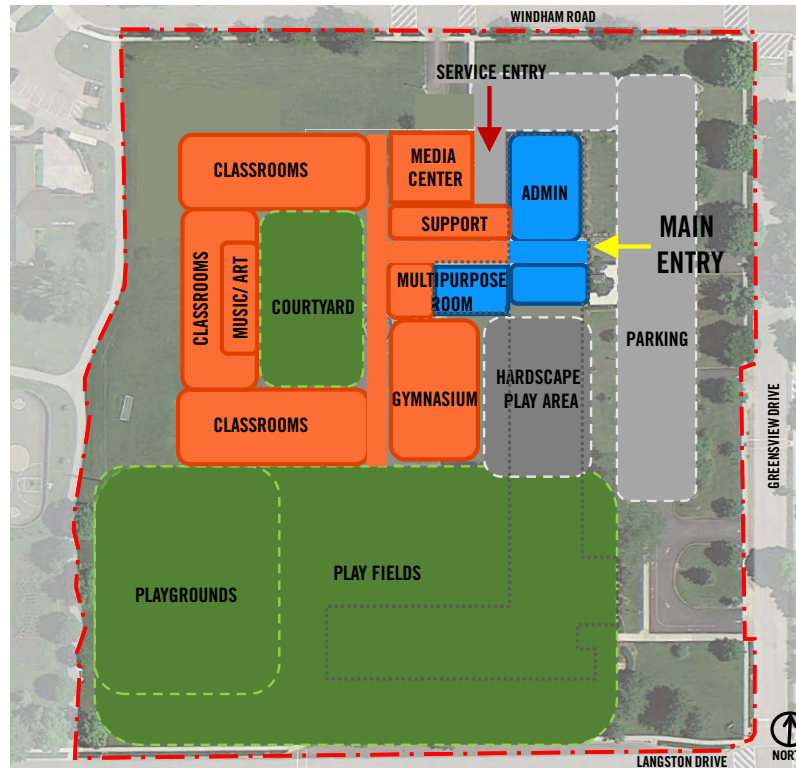 WINDHAM ROAD
SERVICE ENTRY
CLASSROOMS
MEDIA
CENTER
ADMIN
SUPPORT
MAIN
ENTRY
CLASSROOMS
MUSIC/ ART
COURTYARD
MULTIPURPOSE
ROOM
PARKING
GYMNASIUM
HARDSCAPE
PLAY AREA
GREENSVIEW DRIVE
CLASSROOMS
PLAY FIELDS
PLAYGROUNDS
LANGSTON DRIVE